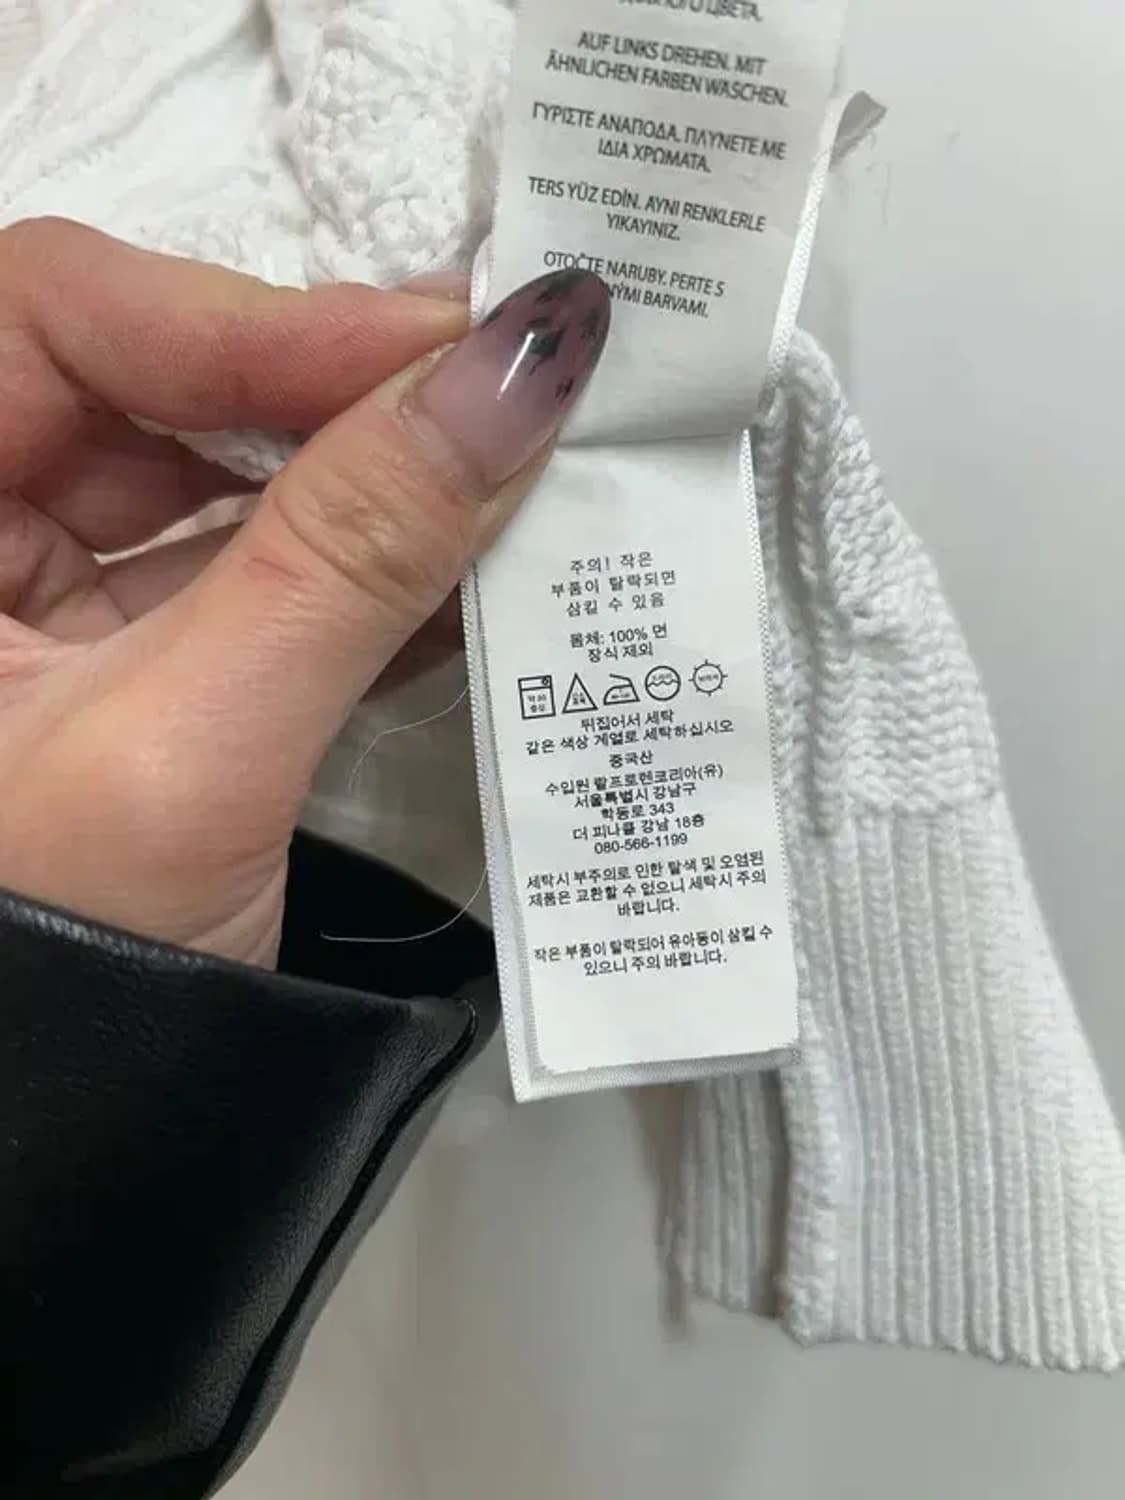 ЦВЕТА.
AUF LINKS DREHEN. MIT
ÄHNLICHEN FARBEN WASCHEN.
ΓΥΡΙΣΤΕ ΑΝΑΠΟΔΑ. ΠΛΥΝΕΤΕ ΜΕ
ΙΔΙΑ ΧΡΩΜΑΤΑ.
TERS YÜZ EDİN. AYNI RENKLERLE
YIKAYINIZ.
OTOČTE NARUBY. PERTE S
BARVAMI.
주의! 작은
부품이 탈락되면
삼킬 수 있음
몸체: 100% 면
장식 제외
약 30
중성
뒤집어서 세탁
같은 색상 계열로 세탁하십시오
중국산
수입원 랄프로렌코리아(유)
서울특별시 강남구
학동로 343
더 피나클 강남 18층
080-566-1199
세탁시 부주의로 인한 탈색 및 오염된
제품은 교환할 수 없으니 세탁시 주의
바랍니다.
작은 부품이 탈락되어 유아동이 삼킬 수
있으니 주의 바랍니다.